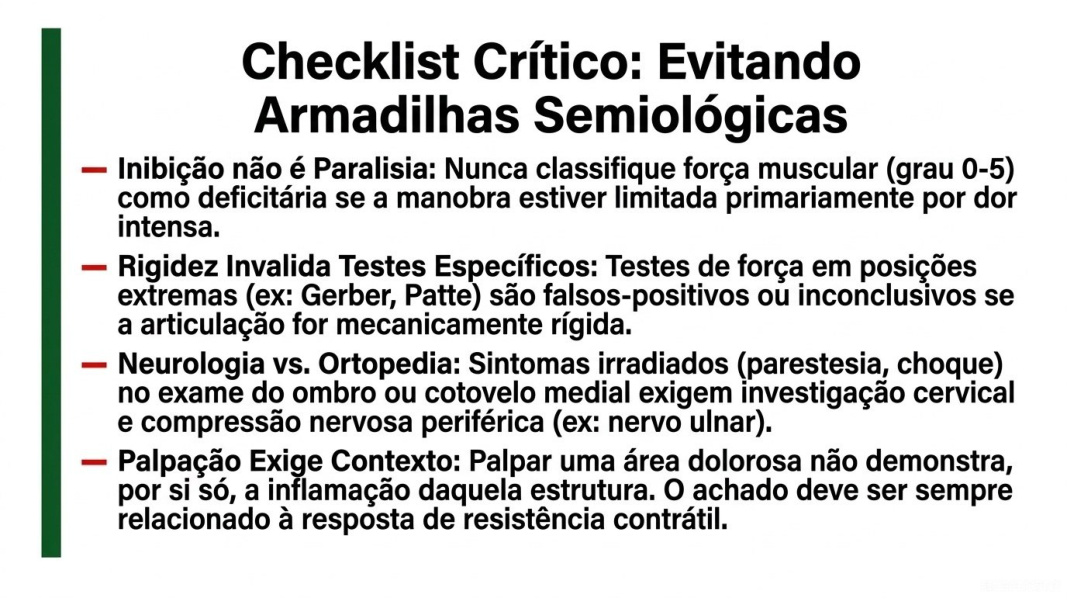 Checklist Crítico: Evitando
Armadilhas Semiológicas
Inibição não é Paralisia: Nunca classifique força muscular (grau 0-5)
como deficitária se a manobra estiver limitada primariamente por dor
intensa.
Rigidez Invalida Testes Específicos: Testes de força em posições
extremas (ex: Gerber, Patte) são falsos-positivos ou inconclusivos se
a articulação for mecanicamente rígida.
Neurologia vs. Ortopedia: Sintomas irradiados (parestesia, choque)
no exame do ombro ou cotovelo medial exigem investigação cervical
e compressão nervosa periférica (ex: nervo ulnar).
Palpação Exige Contexto: Palpar uma área dolorosa não demonstra,
por si só, a inflamação daquela estrutura. O achado deve ser sempre
relacionado à resposta de resistência contrátil.